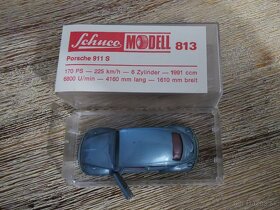 Schuco MODELL 813
Porsche 911 S
170 PS — 225 km/h — 6 Zylinder — 1991 ccm
6800 U/min — 4160 mm lang — 1610 mm breit